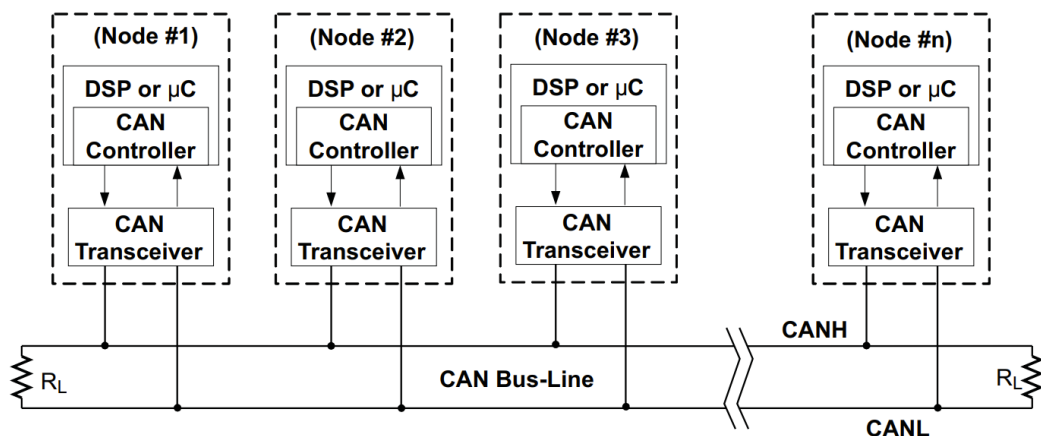 (Node #1)
DSP or µC
CAN
Controller
CAN
Transceiver
(Node #2)
DSP or µC
CAN
Controller
CAN
Transceiver
(Node #3)
DSP or µC
CAN
Controller
CAN
Transceiver
(Node #n)
DSP or µC
CAN
Controller
CAN
Transceiver
CANH
RL
CAN Bus-Line
RL
CANL